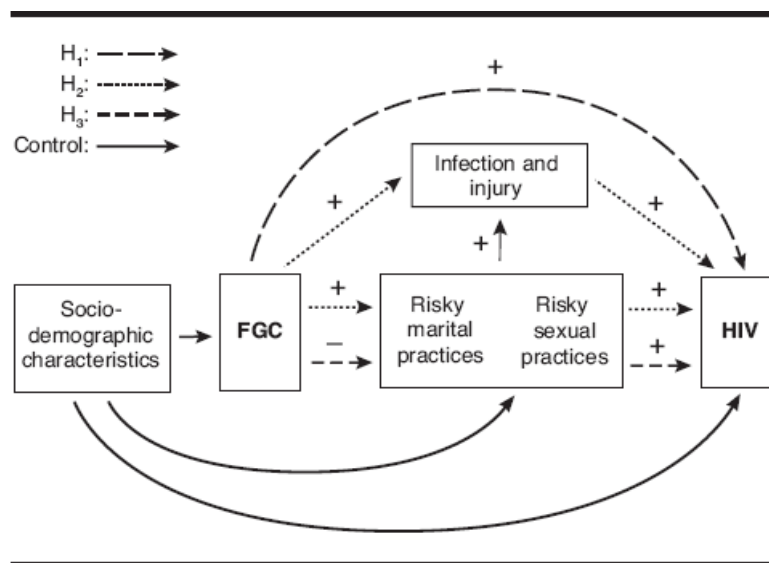 H1:
H2:
H3:
Control:
+
Infection and
injury
+
+
+
Socio-
demographic
characteristics
FGC
+
–
Risky
marital
practices
Risky
sexual
practices
+
+
HIV